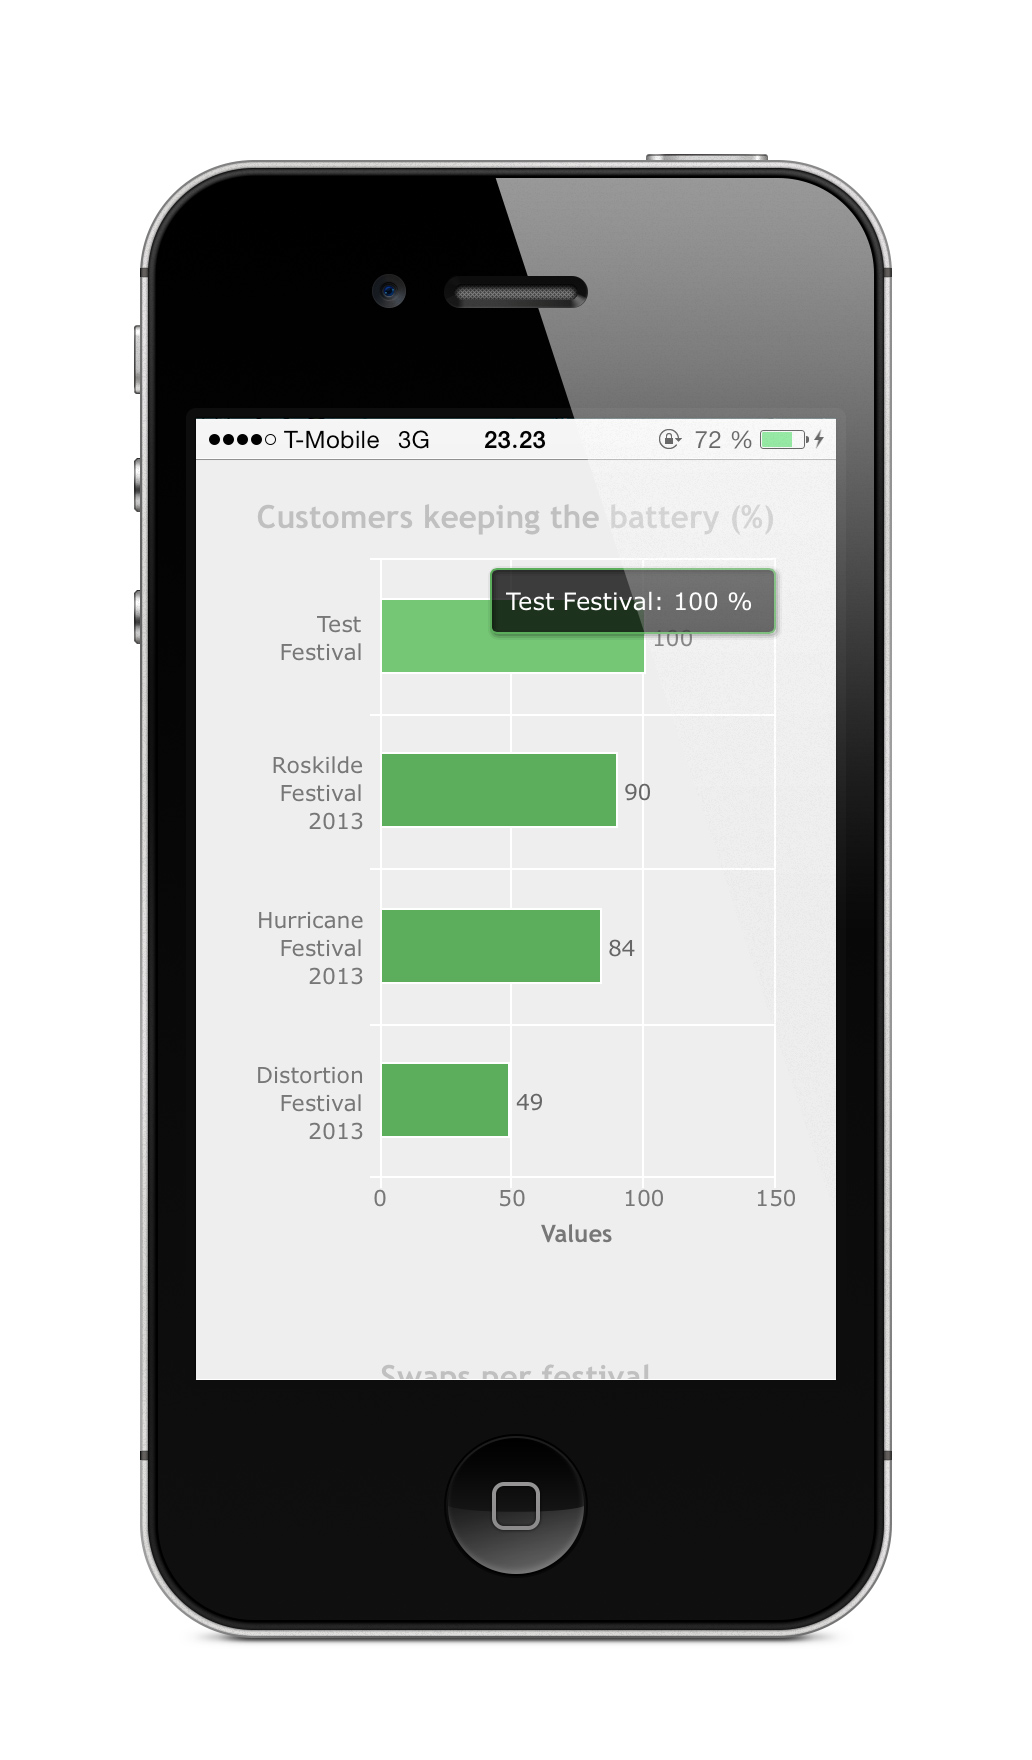 T-Mobile 3G 23.23 72 %
Customers keeping the battery (%)
Test Festival: 100 %
Test
Festival
100
Roskilde
Festival
2013
90
Hurricane
Festival
2013
84
Distortion
Festival
2013
49
0 50 100 150
Values
Swaps per festival